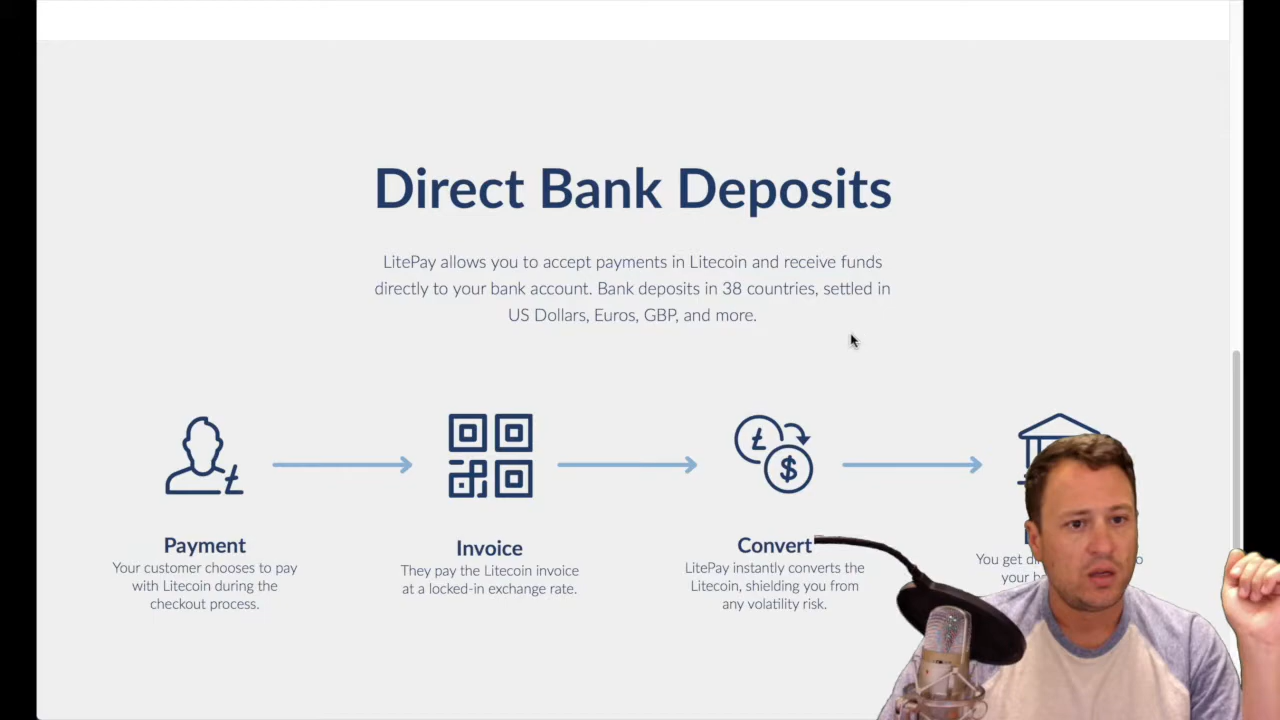 Direct Bank Deposits
LitePay allows you to accept payments in Litecoin and receive funds
directly to your bank account. Bank deposits in 38 countries, settled in
US Dollars, Euros, GBP, and more.
Payment
Your customer chooses to pay
with Litecoin during the
checkout process.
Invoice
They pay the Litecoin invoice
at a locked-in exchange rate.
Convert
LitePay instantly converts the
Litecoin, shielding you from
any volatility risk.
You get
your